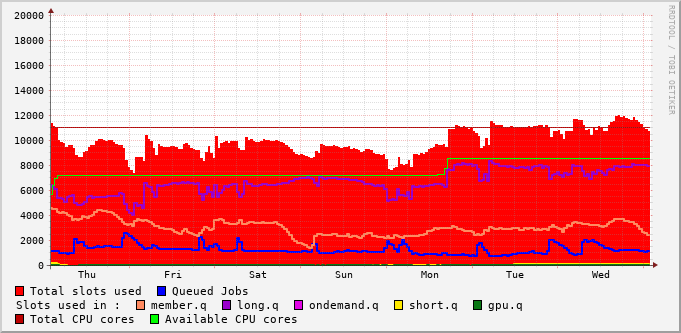 20000
18000
16000
14000
12000
10000
8000
6000
4000
2000
0
Thu Fri Sat Sun Mon Tue Wed
RRDTOOL / TOBI OETIKER
Total slots used Queued Jobs
Slots used in : member.q long.q ondemand.q short.q gpu.q
Total CPU cores Available CPU cores